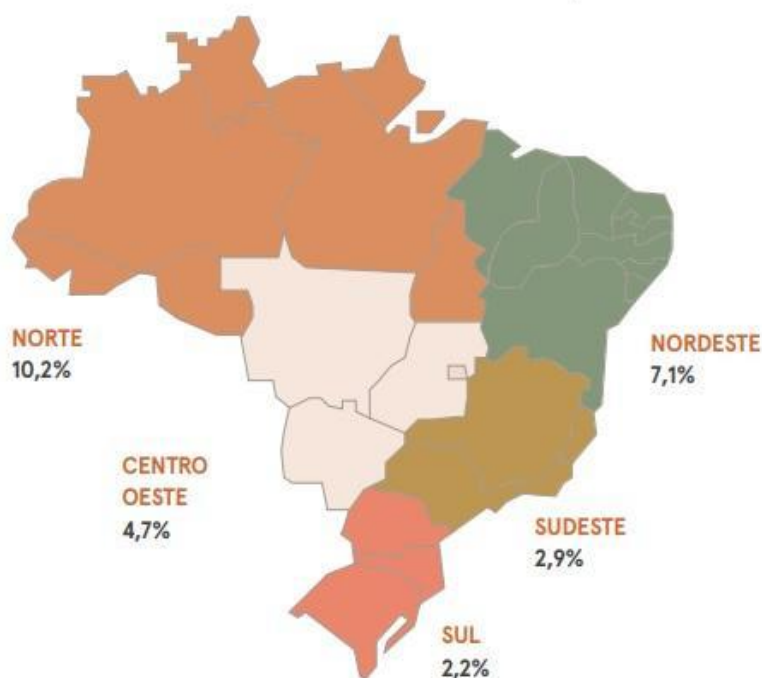 NORTE
10,2%
NORDESTE
7,1%
CENTRO
OESTE
4,7%
SUDESTE
2,9%
SUL
2,2%